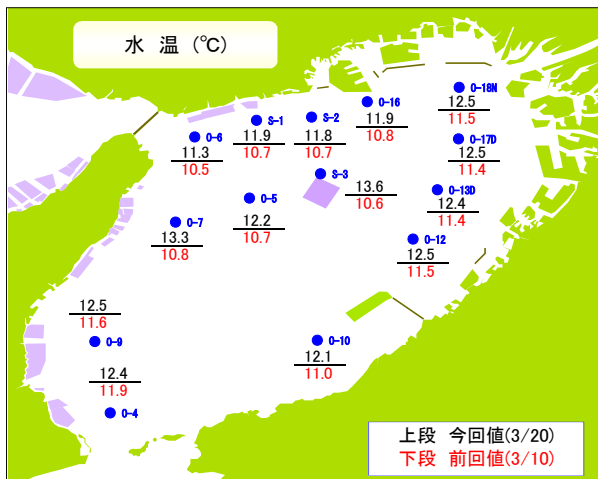 水 温 (℃)
O-18N
12.5
11.5
O-16
11.9
10.8
S-1
11.9
10.7
S-2
11.8
10.7
O-6
11.3
10.5
O-17D
12.5
11.4
S-3
13.6
10.6
O-13D
12.4
11.4
O-5
12.2
10.7
O-7
13.3
10.8
O-12
12.5
11.5
12.5
11.6
O-9
O-10
12.1
11.0
12.4
11.9
O-4
上段 今回値(3/20)
下段 前回値(3/10)